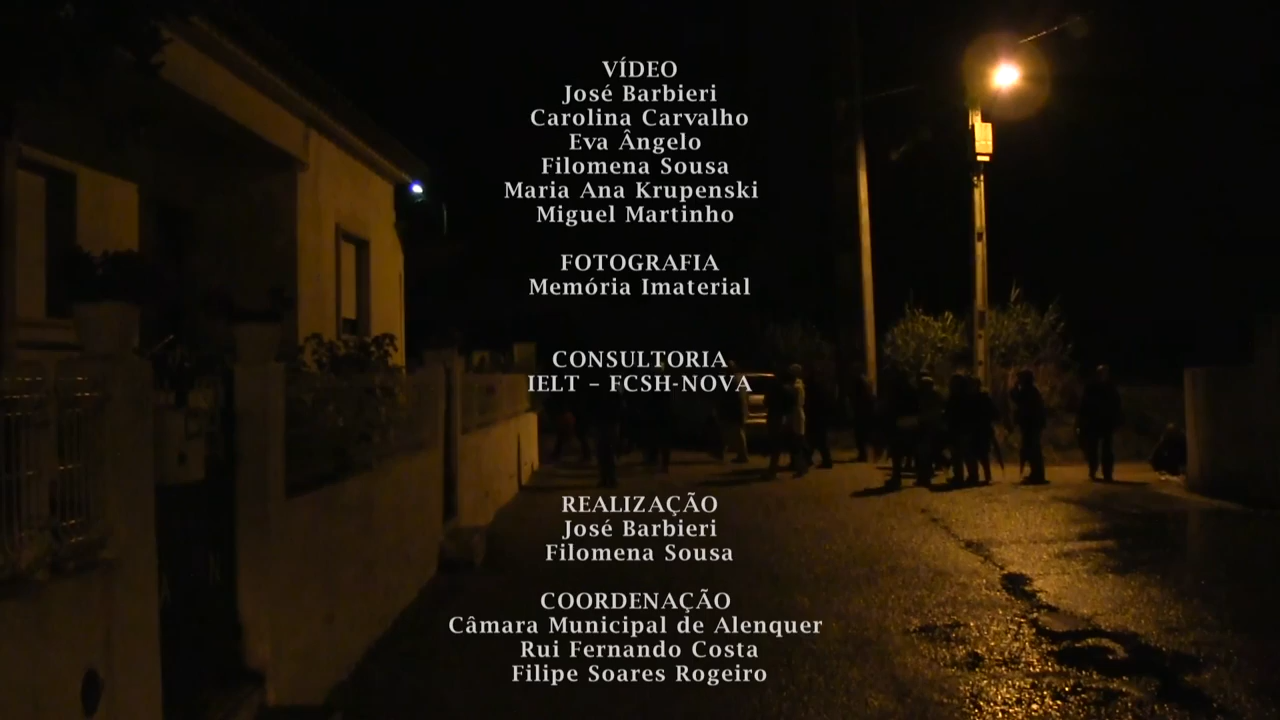 VÍDEO
José Barbieri
Carolina Carvalho
Eva Ângelo
Filomena Sousa
Maria Ana Krupenski
Miguel Martinho
FOTOGRAFIA
Memória Imaterial
CONSULTORIA
IELT – FCSH-NOVA
REALIZAÇÃO
José Barbieri
Filomena Sousa
COORDENAÇÃO
Câmara Municipal de Alenquer
Rui Fernando Costa
Filipe Soares Rogeiro